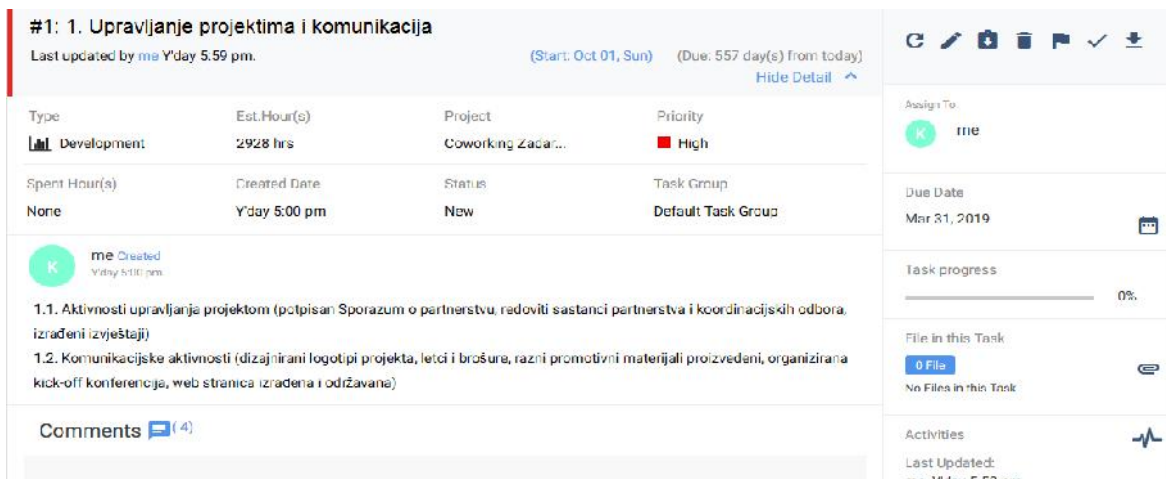 #1: 1. Upravljanje projektima i komunikacija
Last updated by me Y'day 5:59 pm.
(Start: Oct 01, Sun) (Due: 557 day(s) from today)
Hide Detail
Type Est.Hour(s) Project Priority
Development 2928 hrs Coworking Zadar... High
Spent Hour(s) Created Date Status Task Group
None Y'day 5:00 pm New Default Task Group
K me Created
Y'day 5:00 pm
1.1. Aktivnosti upravljanja projektom (potpisan Sporazum o partnerstvu, redoviti sastanci partnerstva i koordinacijskih odbora,
izrađeni izvještaji)
1.2. Komunikacijske aktivnosti (dizajnirani logotipi projekta, letci i brošure, razni promotivni materijali proizvedeni, organizirana
kick-off konferencija, web stranica izrađena i održavana)
Comments (4)
Assign To
K me
Due Date
Mar 31, 2019
Task progress
0%
File in this Task
0 File
No Files in this Task
Activities
Last Updated: